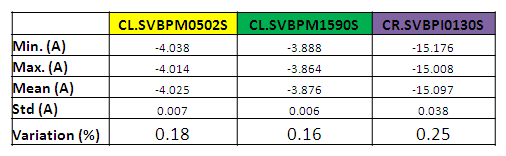 CL.SVBPM0502S CL.SVBPM1590S CR.SVBPI0130S
Min. (A) -4.038 -3.888 -15.176
Max. (A) -4.014 -3.864 -15.008
Mean (A) -4.025 -3.876 -15.097
Std (A) 0.007 0.006 0.038
Variation (%) 0.18 0.16 0.25